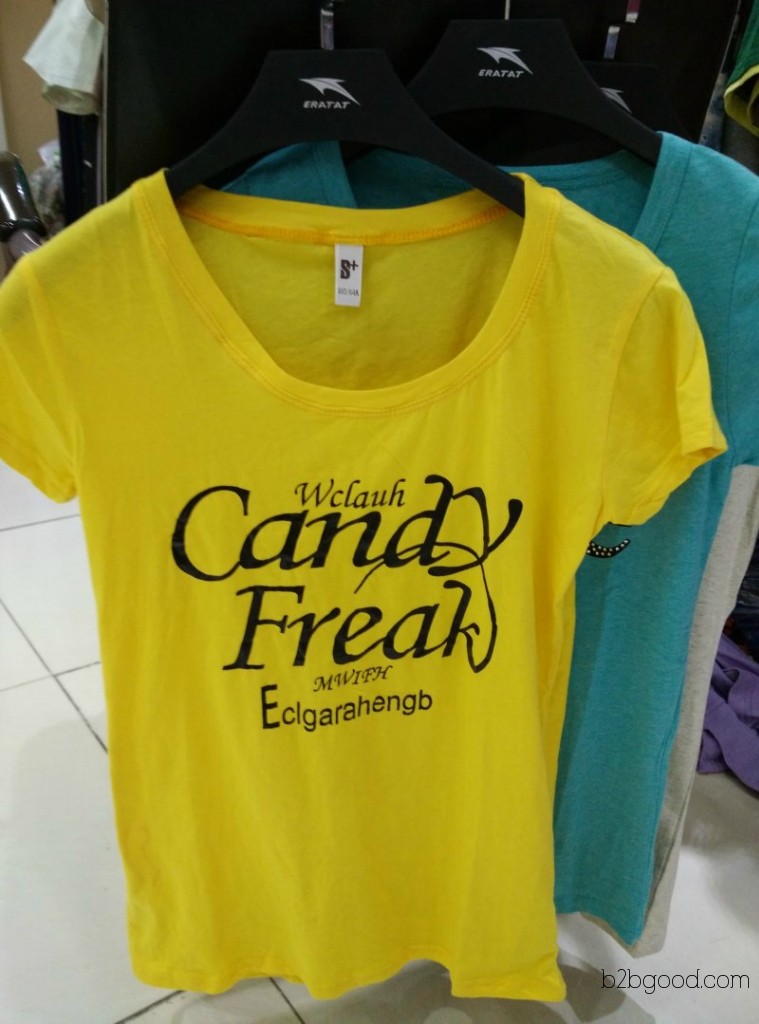 ERATAT
ERATAT
S+
Wclauh
Candy
Freak
MWIFH
Eclgarahengb
b2bgood.com